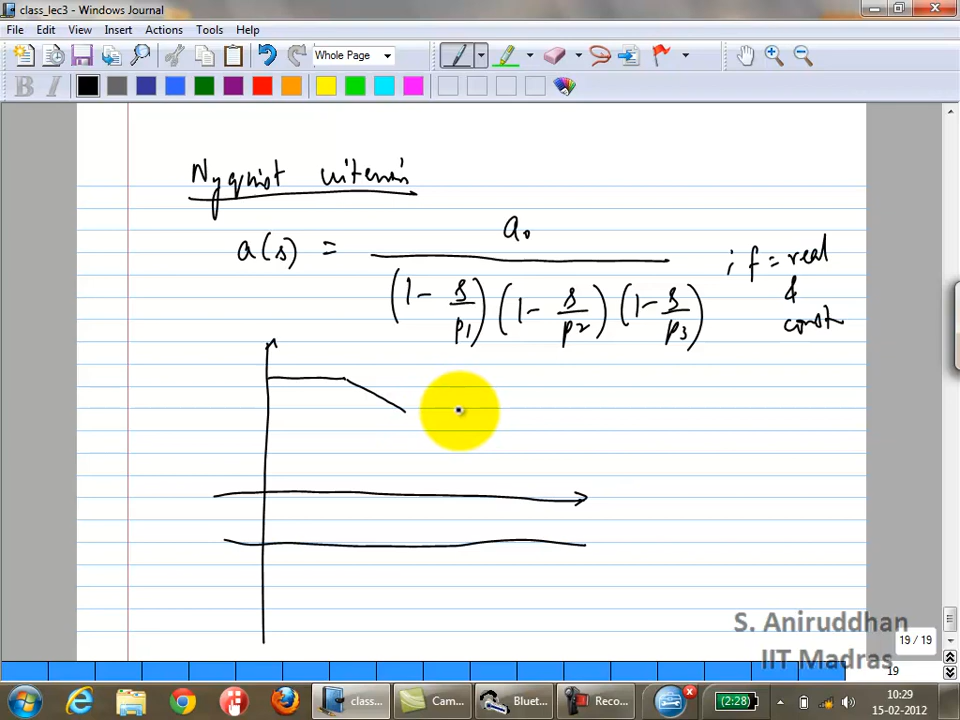 class_lec3 - Windows Journal
File Edit View Insert Actions Tools Help
Whole Page
B I
Nyquist criterion
a(s) = a₀ / (1 - s/p1) (1 - s/p2) (1 - s/p3) ; f = real
&
const
S. Aniruddhan
19 / 19
IIT Madras
19
class... Cam... Bluet... Reco... (2:28) 10:29
15-02-2012